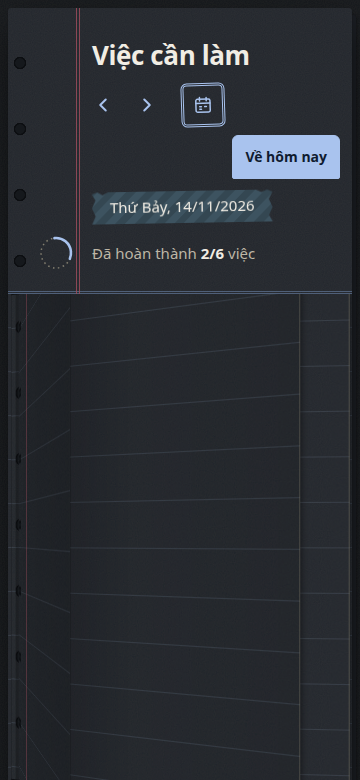 Việc cần làm
Về hôm nay
Thứ Bảy, 14/11/2026
Đã hoàn thành 2/6 việc